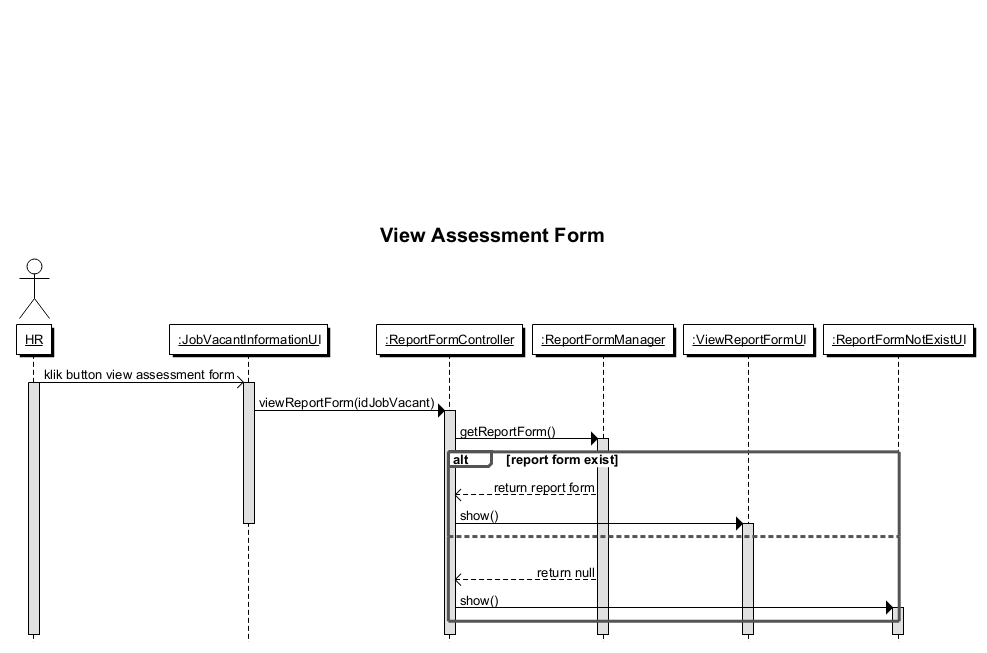 View Assessment Form
HR
:JobVacantInformationUI
:ReportFormController
:ReportFormManager
:ViewReportFormUI
:ReportFormNotExistUI
klik button view assessment form
viewReportForm(idJobVacant)
getReportForm()
alt
[report form exist]
return report form
show()
return null
show()